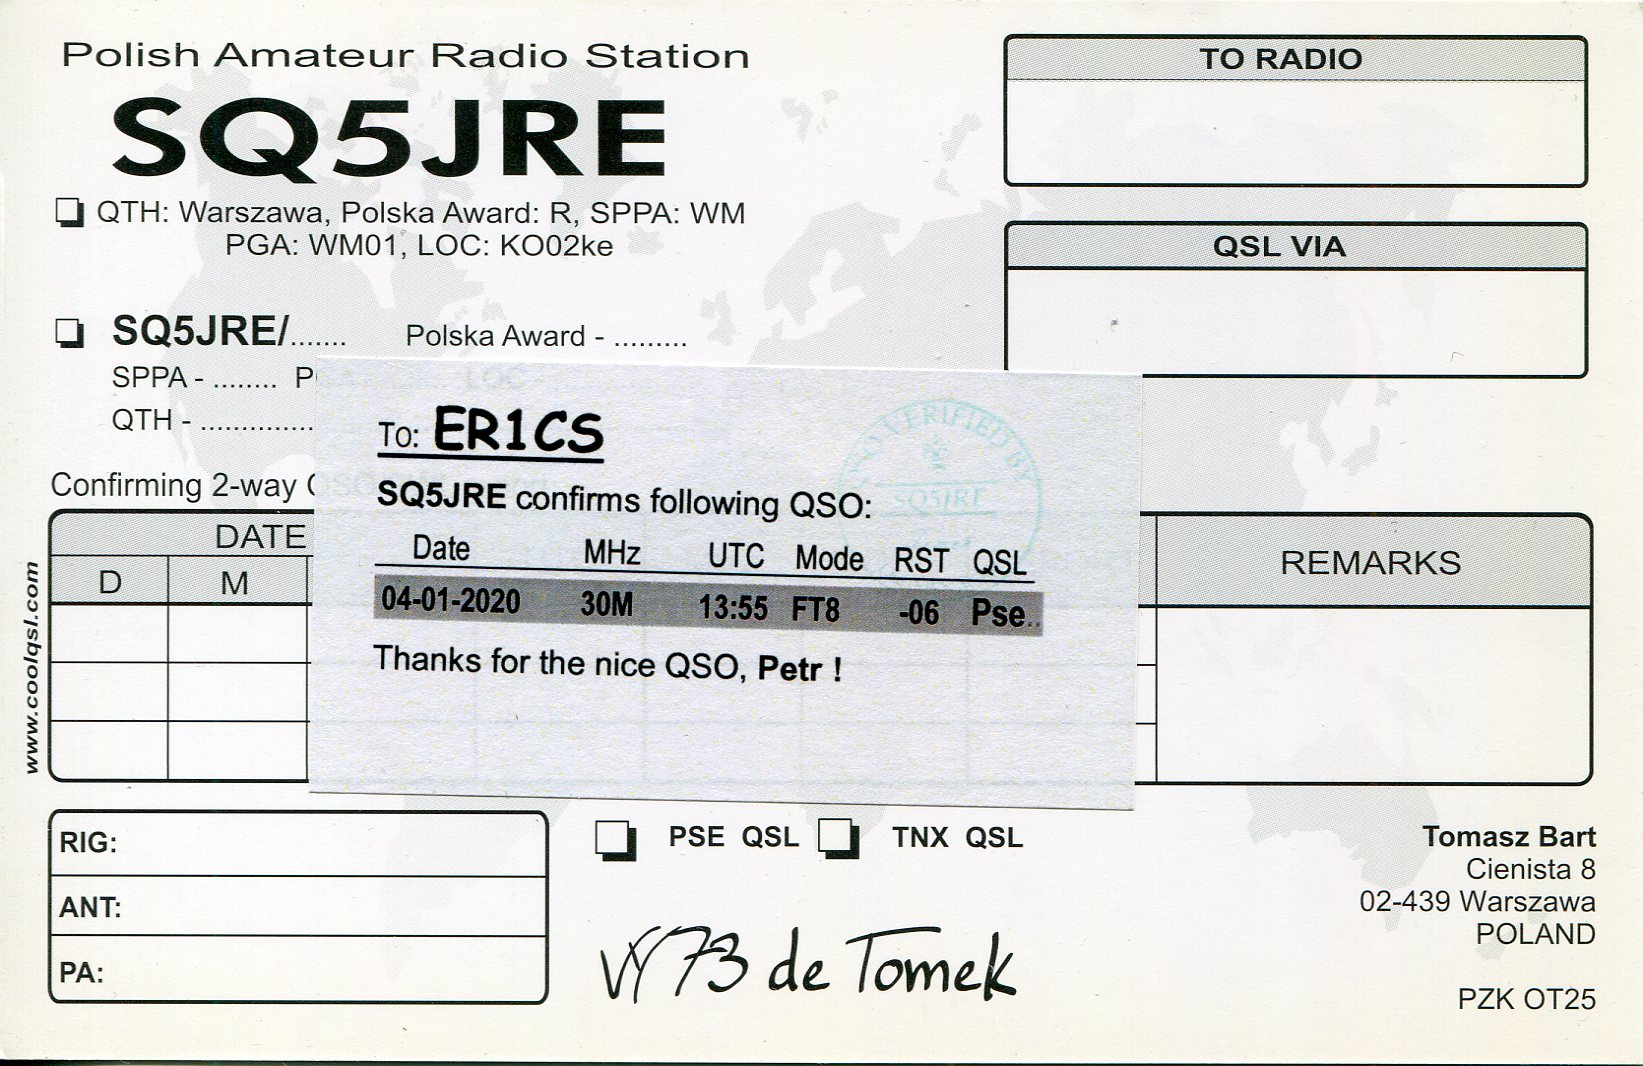 Polish Amateur Radio Station
SQ5JRE
QTH: Warszawa, Polska Award: R, SPPA: WM
PGA: WM01, LOC: KO02ke
SQ5JRE/....... Polska Award - .........
SPPA - ........ P
QTH - ..............
Confirming 2-way
TO RADIO
QSL VIA
To: ER1CS
QSO VERIFIED BY
SQ5JRE
SQ5JRE confirms following QSO:
Date MHz UTC Mode RST QSL
04-01-2020 30M 13:55 FT8 -06 Pse..
Thanks for the nice QSO, Petr !
DATE
D M
REMARKS
www.coolqsl.com
RIG:
ANT:
PA:
PSE QSL TNX QSL
VY 73 de Tomek
Tomasz Bart
Cienista 8
02-439 Warszawa
POLAND
PZK OT25